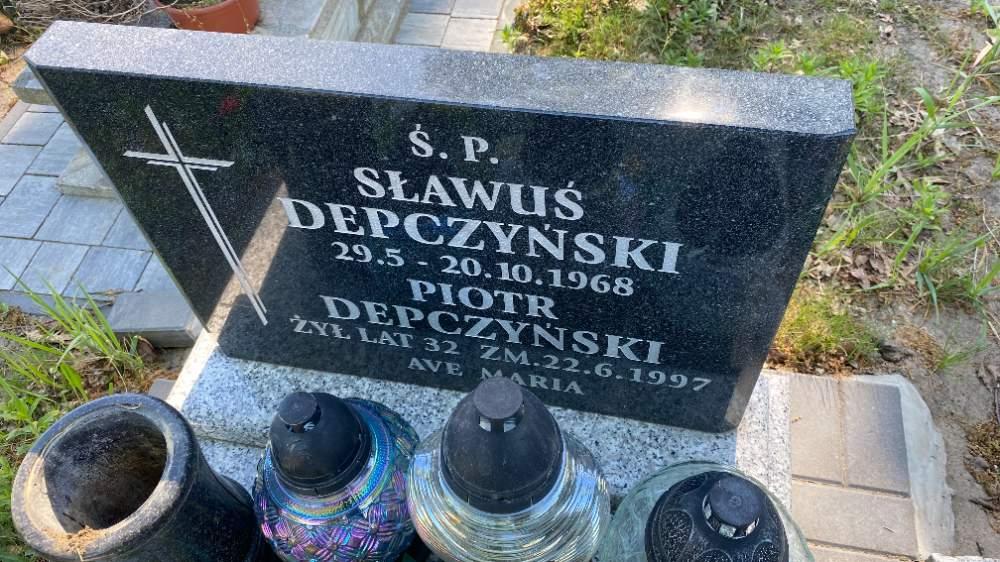 Ś. P.
SŁAWUŚ
DEPCZYŃSKI
29.5 - 20.10.1968
PIOTR
DEPCZYŃSKI
ŻYŁ LAT 32 ZM.22.6.1997
AVE MARIA